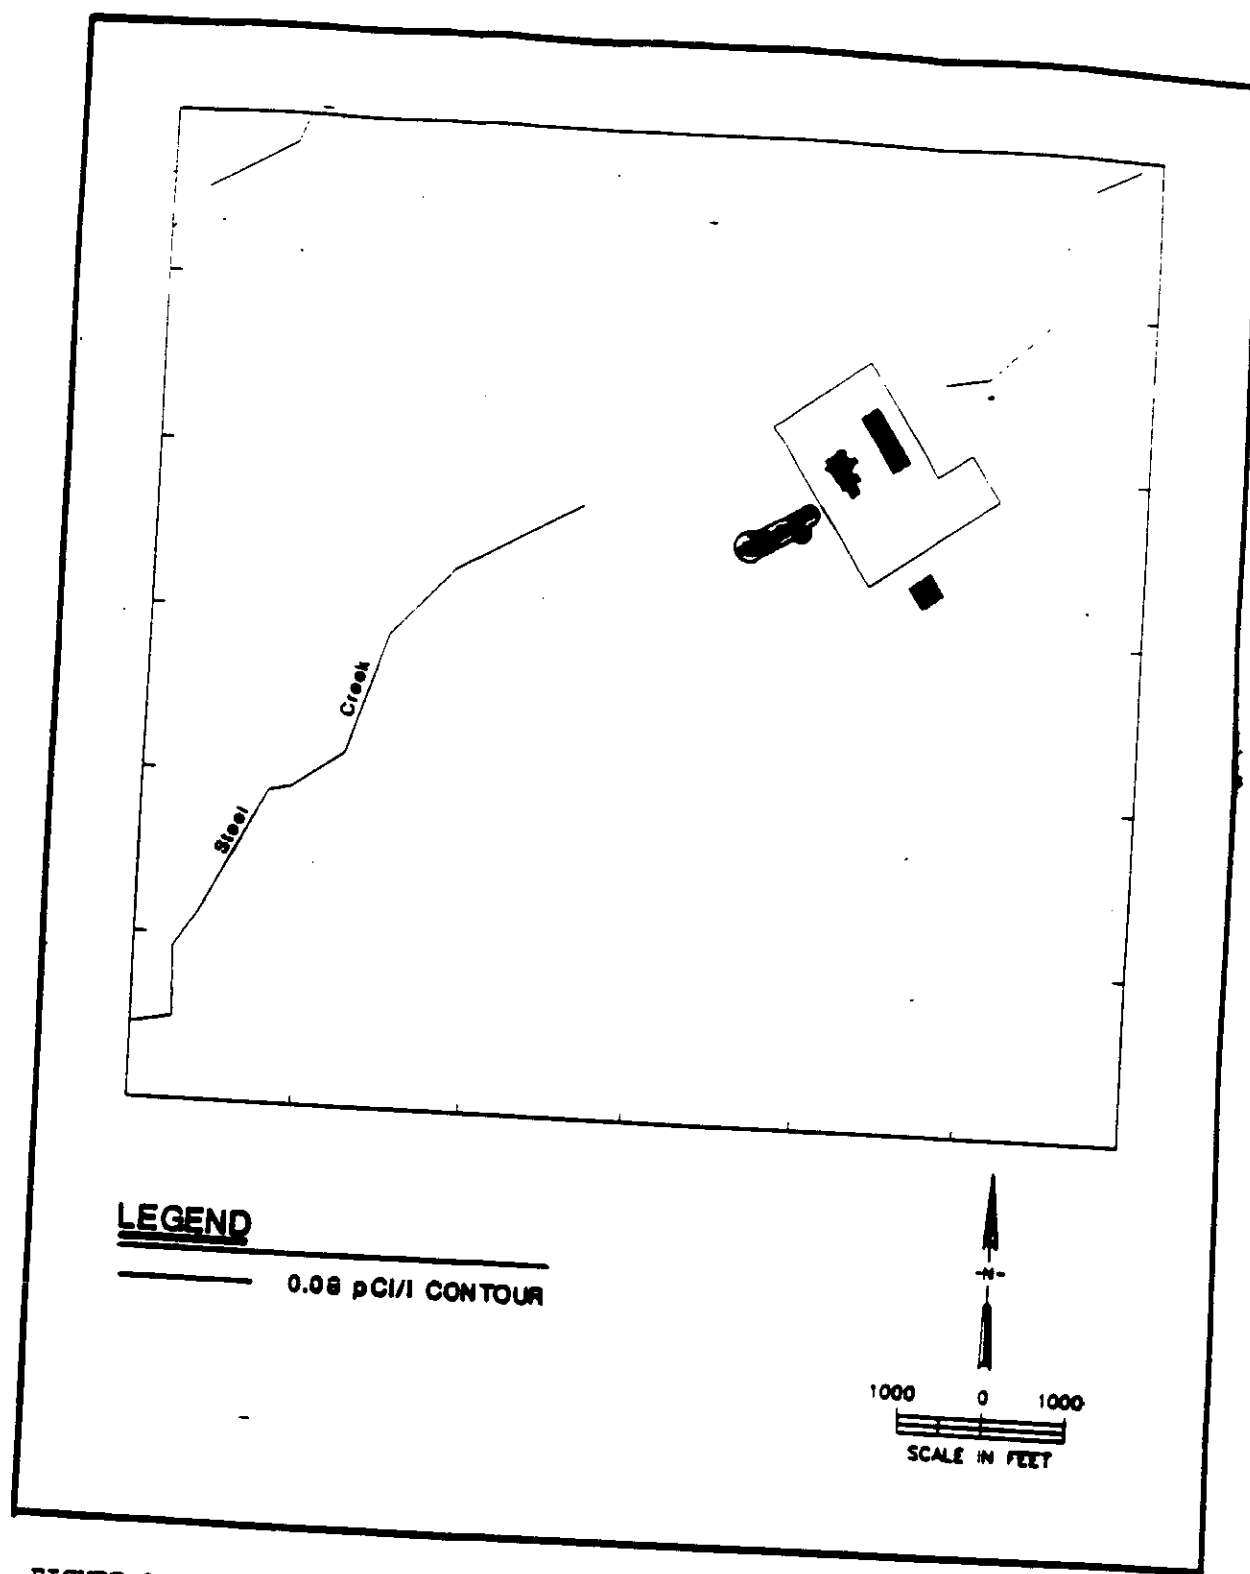 Creek
Steel
LEGEND
0.08 pCi/l CONTOUR
-N-
1000 0 1000
SCALE IN FEET